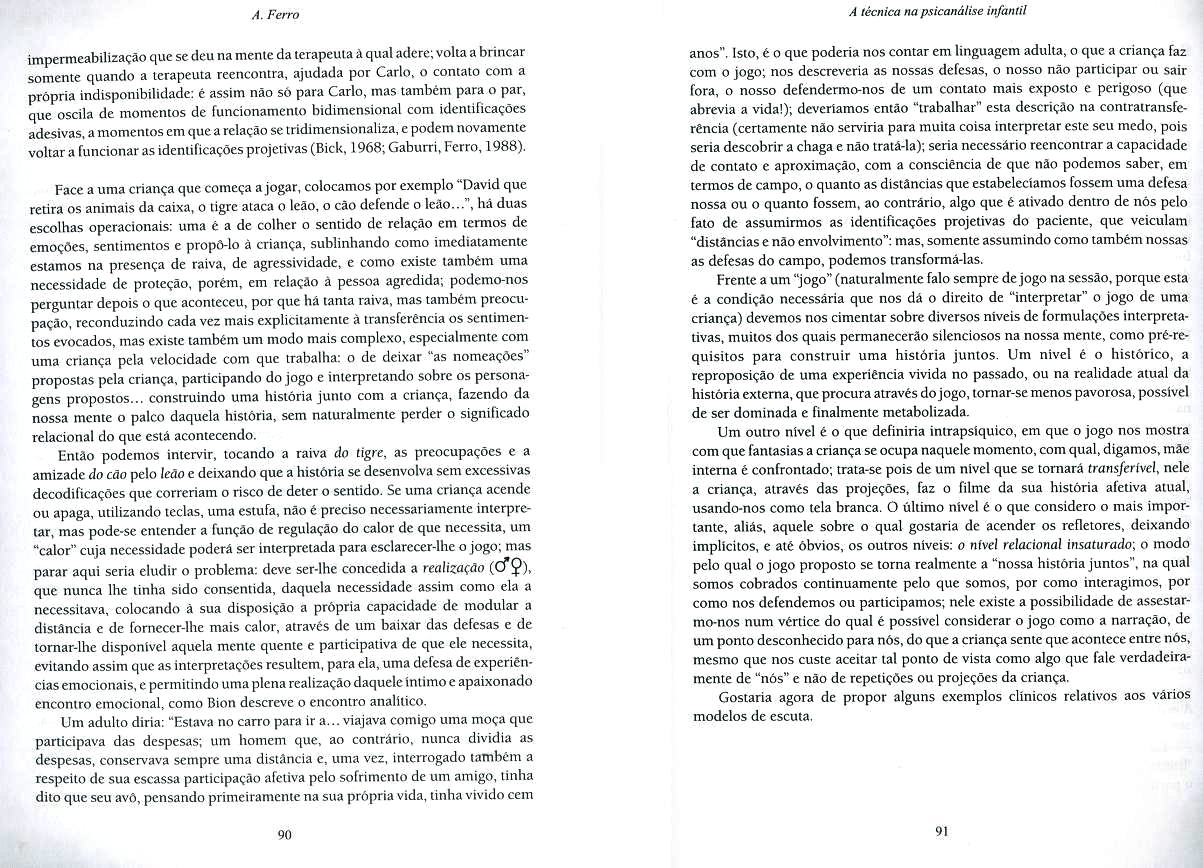 A. Ferro
impermeabilização que se deu na mente da terapeuta à qual adere; volta a brincar
somente quando a terapeuta reencontra, ajudada por Carlo, o contato com a
própria indisponibilidade: é assim não só para Carlo, mas também para o par,
que oscila de momentos de funcionamento bidimensional com identificações
adesivas, a momentos em que a relação se tridimensionaliza, e podem novamente
voltar a funcionar as identificações projetivas (Bick, 1968; Gaburri, Ferro, 1988).
Face a uma criança que começa a jogar, colocamos por exemplo “David que
retira os animais da caixa, o tigre ataca o leão, o cão defende o leão...”, há duas
escolhas operacionais: uma é a de colher o sentido de relação em termos de
emoções, sentimentos e propô-lo à criança, sublinhando como imediatamente
estamos na presença de raiva, de agressividade, e como existe também uma
necessidade de proteção, porém, em relação à pessoa agredida; podemo-nos
perguntar depois o que aconteceu, por que há tanta raiva, mas também preocu-
pação, reconduzindo cada vez mais explicitamente à transferência os sentimen-
tos evocados, mas existe também um modo mais complexo, especialmente com
uma criança pela velocidade com que trabalha: o de deixar “as nomeações”
propostas pela criança, participando do jogo e interpretando sobre os persona-
gens propostos... construindo uma história junto com a criança, fazendo da
nossa mente o palco daquela história, sem naturalmente perder o significado
relacional do que está acontecendo.
Então podemos intervir, tocando a raiva do tigre, as preocupações e a
amizade do cão pelo leão e deixando que a história se desenvolva sem excessivas
decodificações que correriam o risco de deter o sentido. Se uma criança acende
ou apaga, utilizando teclas, uma estufa, não é preciso necessariamente interpre-
tar, mas pode-se entender a função de regulação do calor de que necessita, um
“calor” cuja necessidade poderá ser interpretada para esclarecer-lhe o jogo; mas
parar aqui seria eludir o problema: deve ser-lhe concedida a realização (♂♀),
que nunca lhe tinha sido consentida, daquela necessidade assim como ela a
necessitava, colocando à sua disposição a própria capacidade de modular a
distância e de fornecer-lhe mais calor, através de um baixar das defesas e de
tornar-lhe disponível aquela mente quente e participativa de que ele necessita,
evitando assim que as interpretações resultem, para ela, uma defesa de experiên-
cias emocionais, e permitindo uma plena realização daquele íntimo e apaixonado
encontro emocional, como Bion descreve o encontro analítico.
Um adulto diria: “Estava no carro para ir a... viajava comigo uma moça que
participava das despesas; um homem que, ao contrário, nunca dividia as
despesas, conservava sempre uma distância e, uma vez, interrogado também a
respeito de sua escassa participação afetiva pelo sofrimento de um amigo, tinha
dito que seu avô, pensando primeiramente na sua própria vida, tinha vivido cem
90
A técnica na psicanálise infantil
anos”. Isto, é o que poderia nos contar em linguagem adulta, o que a criança faz
com o jogo; nos descreveria as nossas defesas, o nosso não participar ou sair
fora, o nosso defendermo-nos de um contato mais exposto e perigoso (que
abrevia a vida!); deveríamos então “trabalhar” esta descrição na contratransfe-
rência (certamente não serviria para muita coisa interpretar este seu medo, pois
seria descobrir a chaga e não tratá-la); seria necessário reencontrar a capacidade
de contato e aproximação, com a consciência de que não podemos saber, em
termos de campo, o quanto as distâncias que estabelecíamos fossem uma defesa
nossa ou o quanto fossem, ao contrário, algo que é ativado dentro de nós pelo
fato de assumirmos as identificações projetivas do paciente, que veiculam
“distâncias e não envolvimento”: mas, somente assumindo como também nossas
as defesas do campo, podemos transformá-las.
Frente a um “jogo” (naturalmente falo sempre de jogo na sessão, porque esta
é a condição necessária que nos dá o direito de “interpretar” o jogo de uma
criança) devemos nos cimentar sobre diversos níveis de formulações interpreta-
tivas, muitos dos quais permanecerão silenciosos na nossa mente, como pré-re-
quisitos para construir uma história juntos. Um nível é o histórico, a
reproposição de uma experiência vivida no passado, ou na realidade atual da
história externa, que procura através do jogo, tornar-se menos pavorosa, possível
de ser dominada e finalmente metabolizada.
Um outro nível é o que definiria intrapsíquico, em que o jogo nos mostra
com que fantasias a criança se ocupa naquele momento, com qual, digamos, mãe
interna é confrontado; trata-se pois de um nível que se tornará transferível, nele
a criança, através das projeções, faz o filme da sua história afetiva atual,
usando-nos como tela branca. O último nível é o que considero o mais impor-
tante, aliás, aquele sobre o qual gostaria de acender os refletores, deixando
implícitos, e até óbvios, os outros níveis: o nível relacional insaturado; o modo
pelo qual o jogo proposto se torna realmente a “nossa história juntos”, na qual
somos cobrados continuamente pelo que somos, por como interagimos, por
como nos defendemos ou participamos; nele existe a possibilidade de assestar-
mo-nos num vértice do qual é possível considerar o jogo como a narração, de
um ponto desconhecido para nós, do que a criança sente que acontece entre nós,
mesmo que nos custe aceitar tal ponto de vista como algo que fale verdadeira-
mente de “nós” e não de repetições ou projeções da criança.
Gostaria agora de propor alguns exemplos clínicos relativos aos vários
modelos de escuta.
91